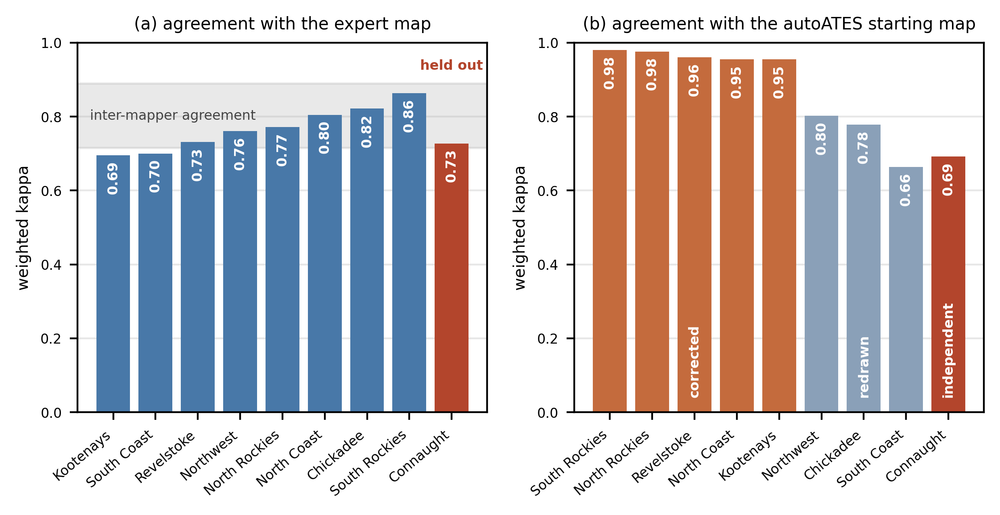 (a) agreement with the expert map
weighted kappa
1.0
0.8
0.6
0.4
0.2
0.0
held out
inter-mapper agreement
0.69
0.70
0.73
0.76
0.77
0.80
0.82
0.86
0.73
Kootenays
South Coast
Revelstoke
Northwest
North Rockies
North Coast
Chickadee
South Rockies
Connaught
(b) agreement with the autoATES starting map
weighted kappa
1.0
0.8
0.6
0.4
0.2
0.0
0.98
0.98
0.96
0.95
0.95
0.80
0.78
0.66
0.69
corrected
redrawn
independent
South Rockies
North Rockies
Revelstoke
North Coast
Kootenays
Northwest
Chickadee
South Coast
Connaught